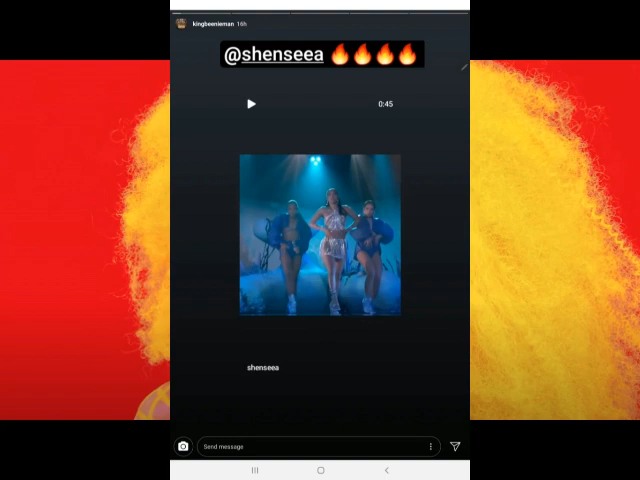 kingbeenieman 16h
@shenseea 🔥🔥🔥🔥
0:45
shenseea
Send message